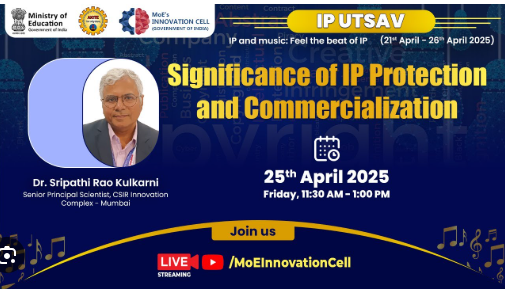 Ministry of
Education
Government of India
AICTE
MoE's
INNOVATION CELL
(GOVERNMENT OF INDIA)
IP UTSAV
IP and music: Feel the beat of IP (21st April - 26th April 2025)
Significance of IP Protection
and Commercialization
Dr. Sripathi Rao Kulkarni
Senior Principal Scientist, CSIR Innovation
Complex - Mumbai
25th April 2025
Friday, 11:30 AM - 1:00 PM
Join us
LIVE
STREAMING
/MoEInnovationCell